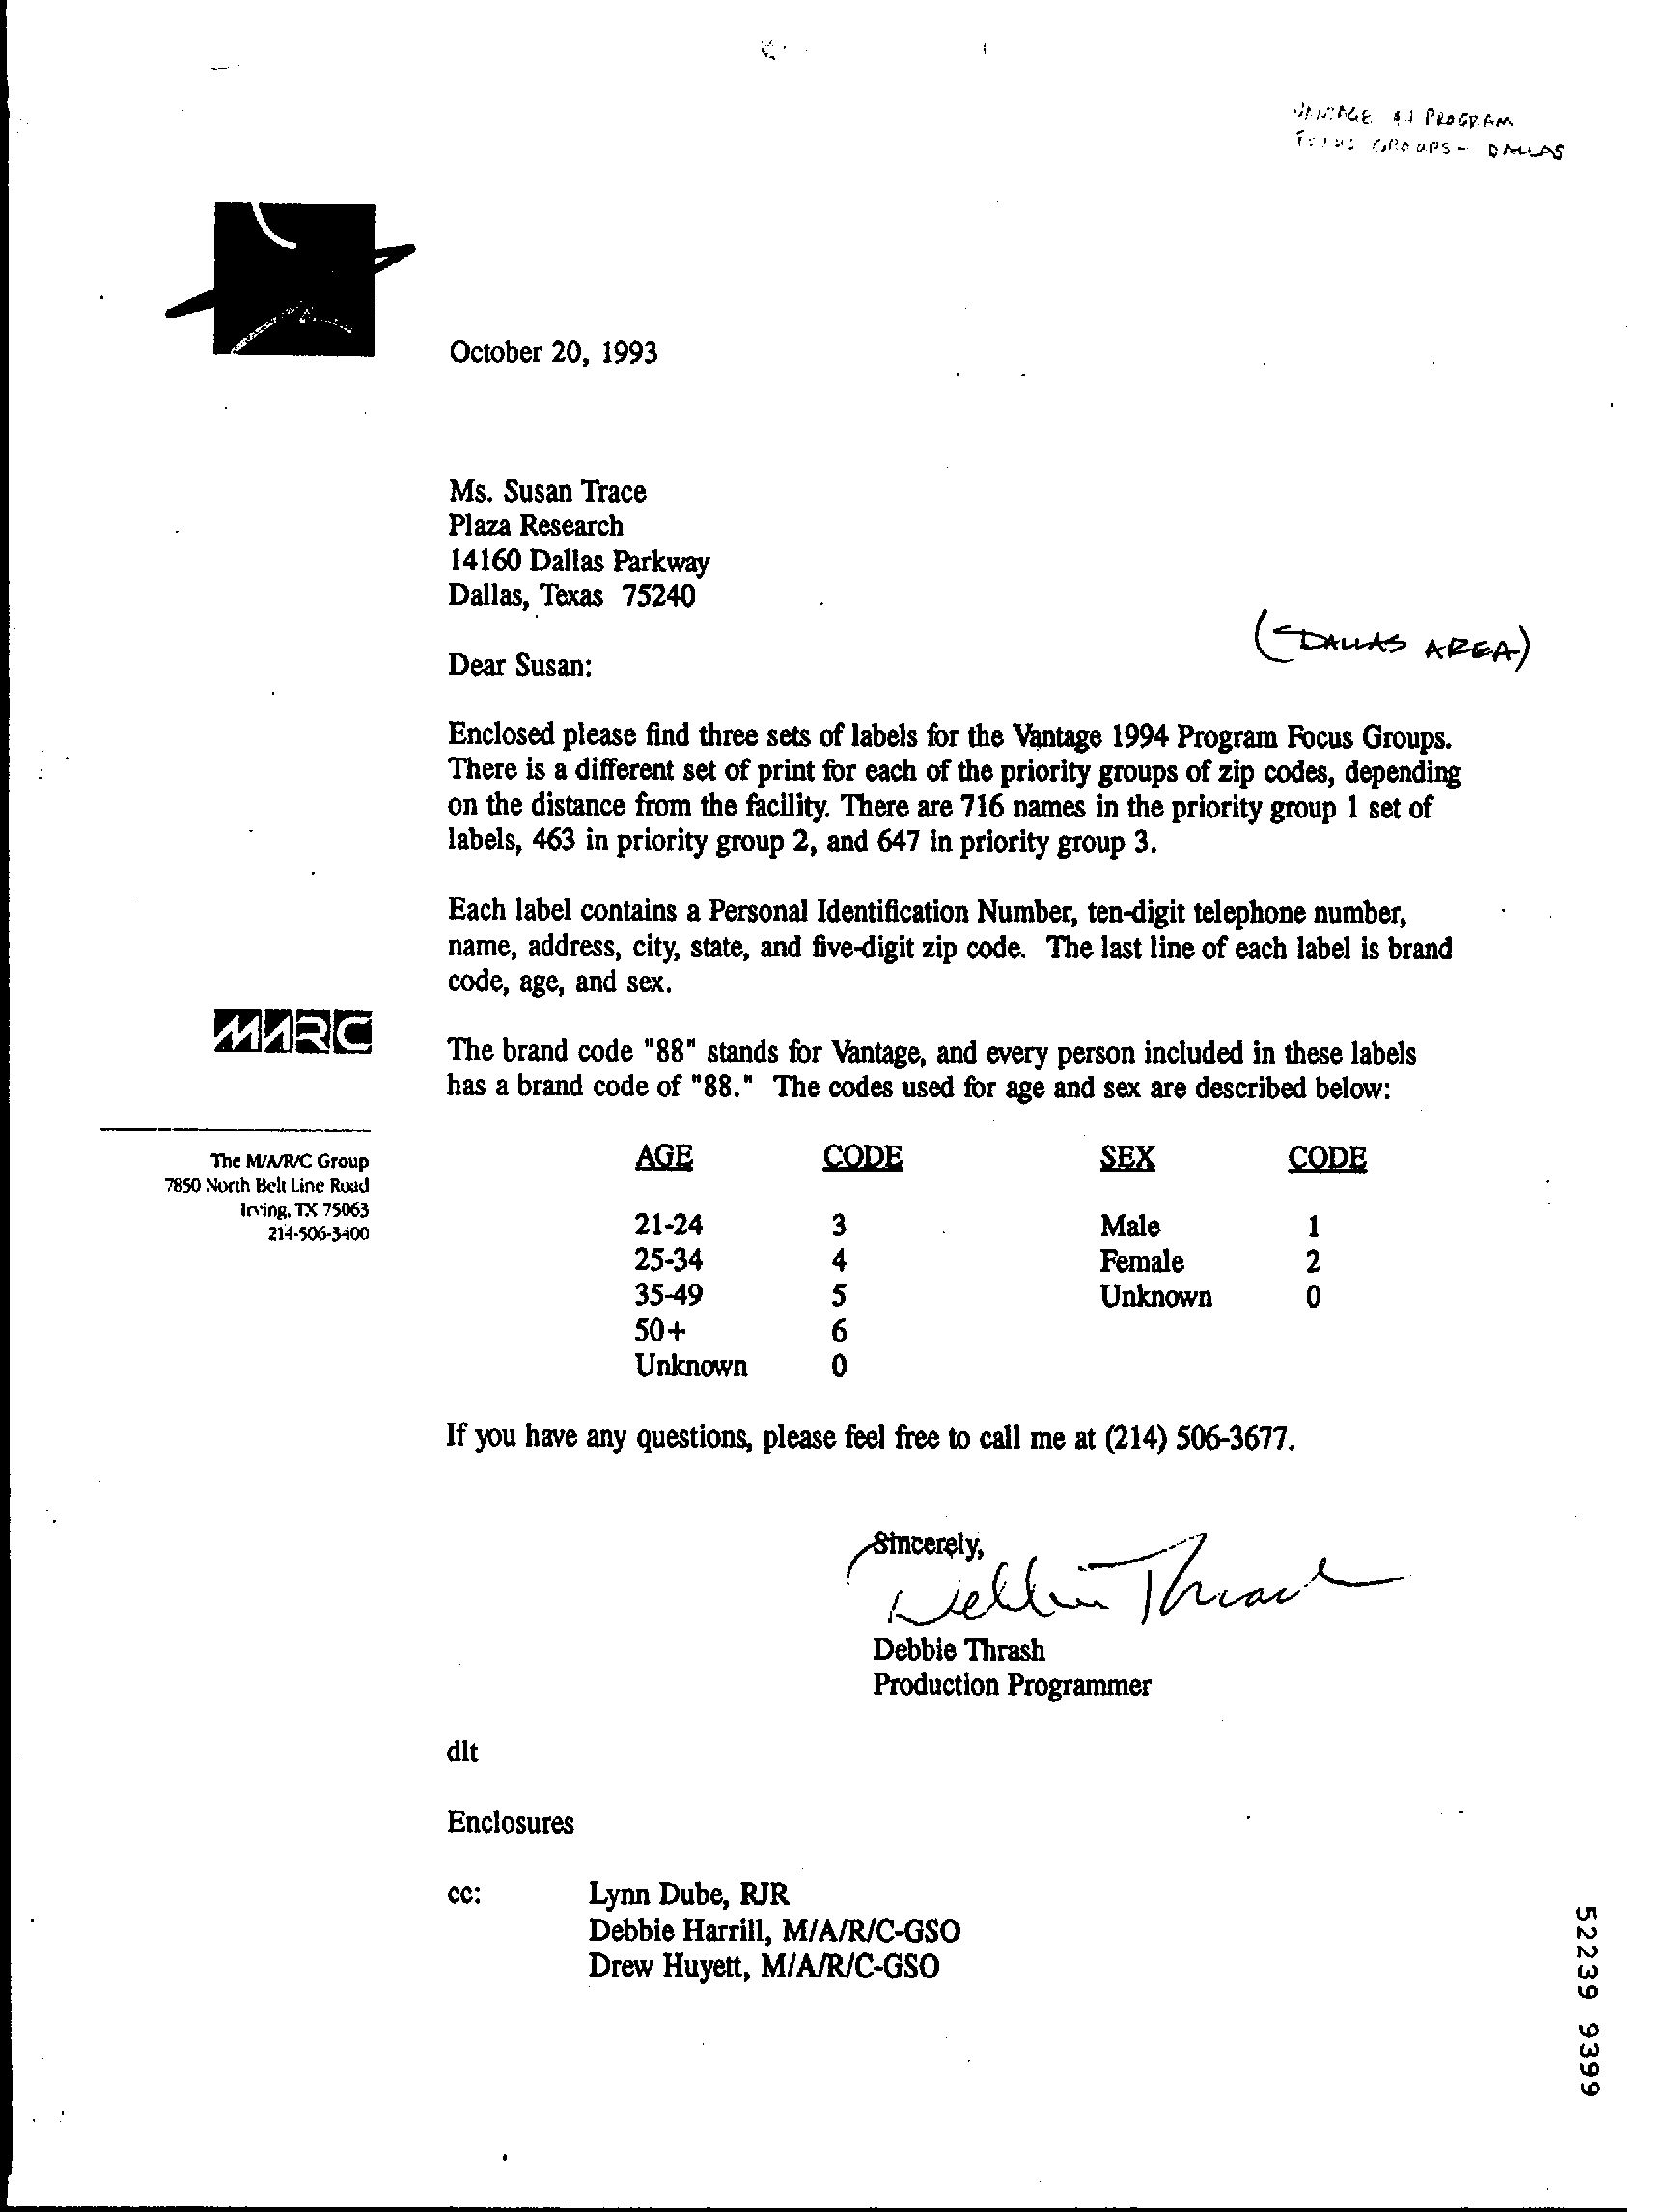 PROGRAM
GROUPS - DALLAS
October 20, 1993
Ms. Susan Trace
Plaza Research
14160 Dallas Parkway
Dallas, Texas 75240
(DALLAS AREA)
Dear Susan:
Enclosed please find three sets of labels for the Vantage 1994 Program Focus Groups.
There is a different set of print for each of the priority groups of zip codes, depending
on the distance from the facility. There are 716 names in the priority group 1 set of
labels, 463 in priority group 2, and 647 in priority group 3.
Each label contains a Personal Identification Number, ten-digit telephone number,
name, address, city, state, and five-digit zip code. The last line of each label is brand
code, age, and sex.
MARC
The brand code "88" stands for Vantage, and every person included in these labels
has a brand code of "88." The codes used for age and sex are described below:
The M/A/R/C Group
7850 North Belt Line Road
Irving, TX 75063
214-506-3400
AGE CODE SEX CODE
21-24 3 Male 1
25-34 4 Female 2
35-49 5 Unknown 0
50+ 6
Unknown 0
If you have any questions, please feel free to call me at (214) 506-3677.
Sincerely,
Debbie Thrash
Debbie Thrash
Production Programmer
dlt
Enclosures
cc: Lynn Dube, RJR
Debbie Harrill, M/A/R/C-GSO
Drew Huyett, M/A/R/C-GSO
52239 9399